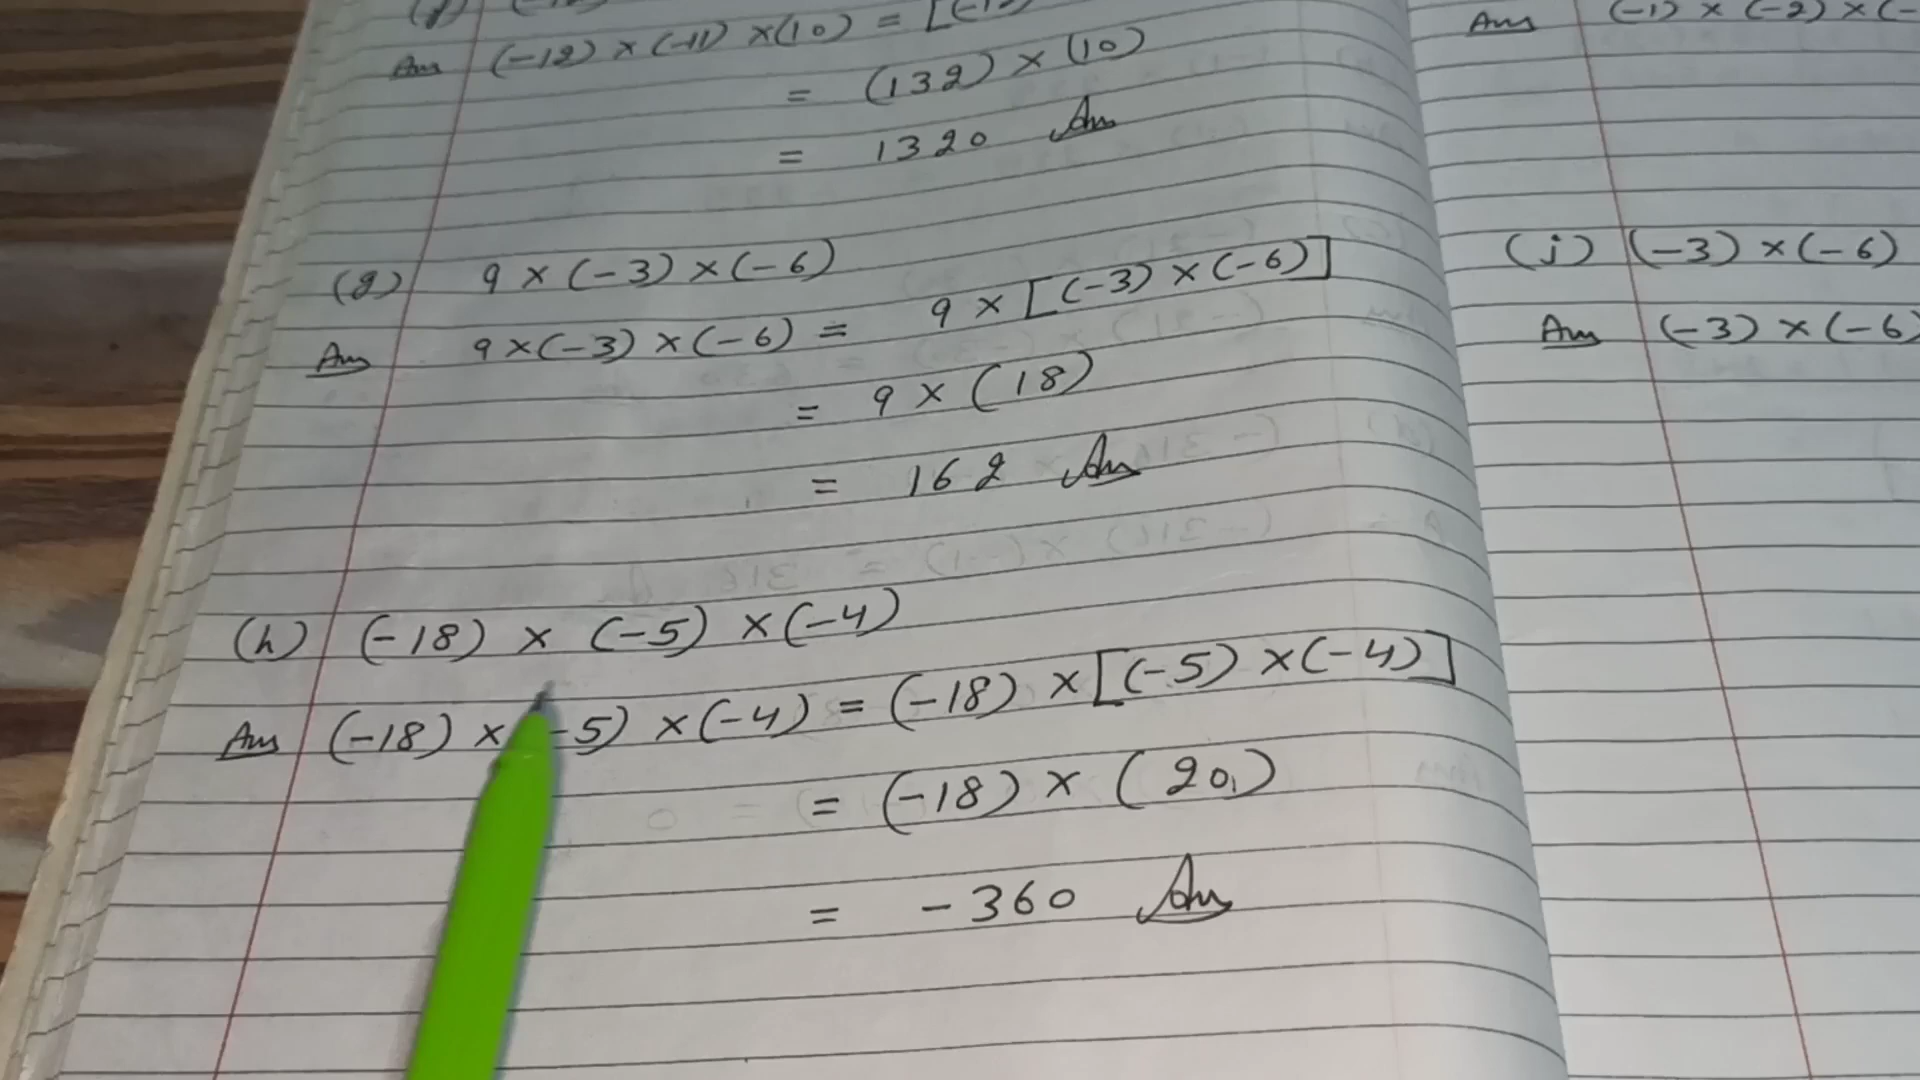 Ans (-12) × (-11) × (10) = [(-12)
= (132) × (10)
= 1320 Ans
(g) 9 × (-3) × (-6)
Ans 9 × (-3) × (-6) = 9 × [(-3) × (-6)]
= 9 × (18)
= 162 Ans
(h) (-18) × (-5) × (-4)
Ans (-18) × -5) × (-4) = (-18) × [(-5) × (-4)]
= (-18) × (20)
= -360 Ans
Ans (-1) × (-2) × (-
(j) (-3) × (-6)
Ans (-3) × (-6)